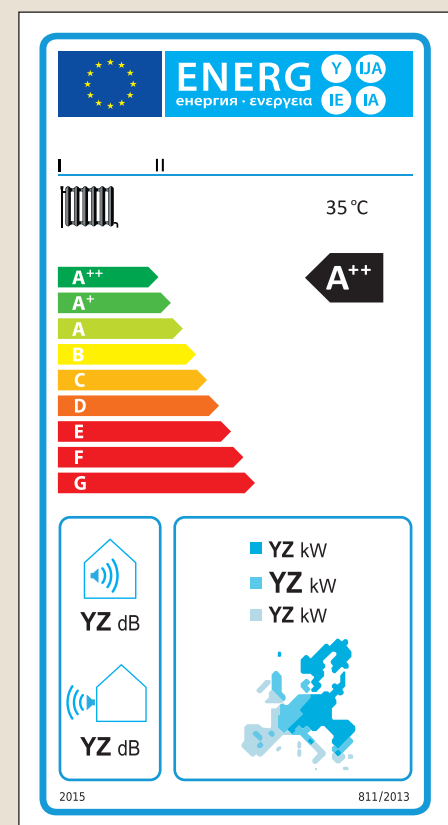 ENERG Y IJA
енергия · ενεργεια IE IA
I II
35 °C
A++
A++
A+
A
B
C
D
E
F
G
YZ dB
YZ dB
YZ kW
YZ kW
YZ kW
2015 811/2013